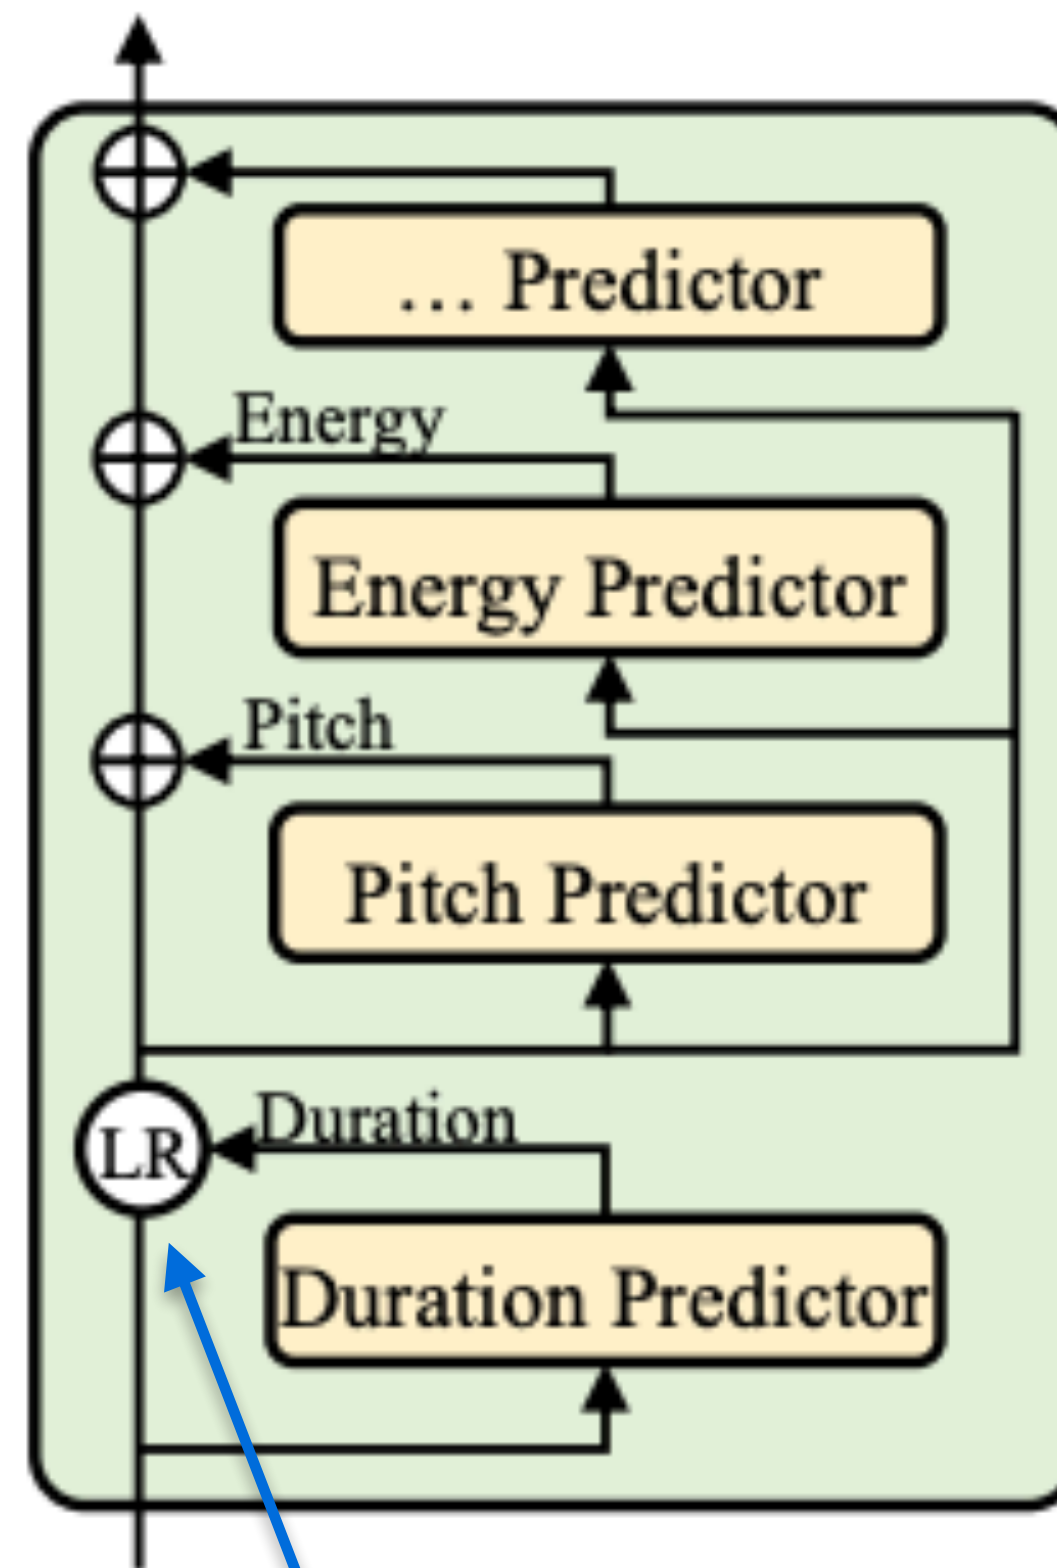 … Predictor
Energy
Energy Predictor
Pitch
Pitch Predictor
Duration
LR
Duration Predictor